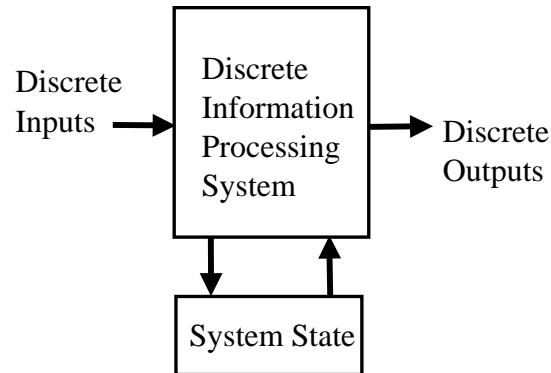 Discrete
Inputs
Discrete
Information
Processing
System
Discrete
Outputs
System State